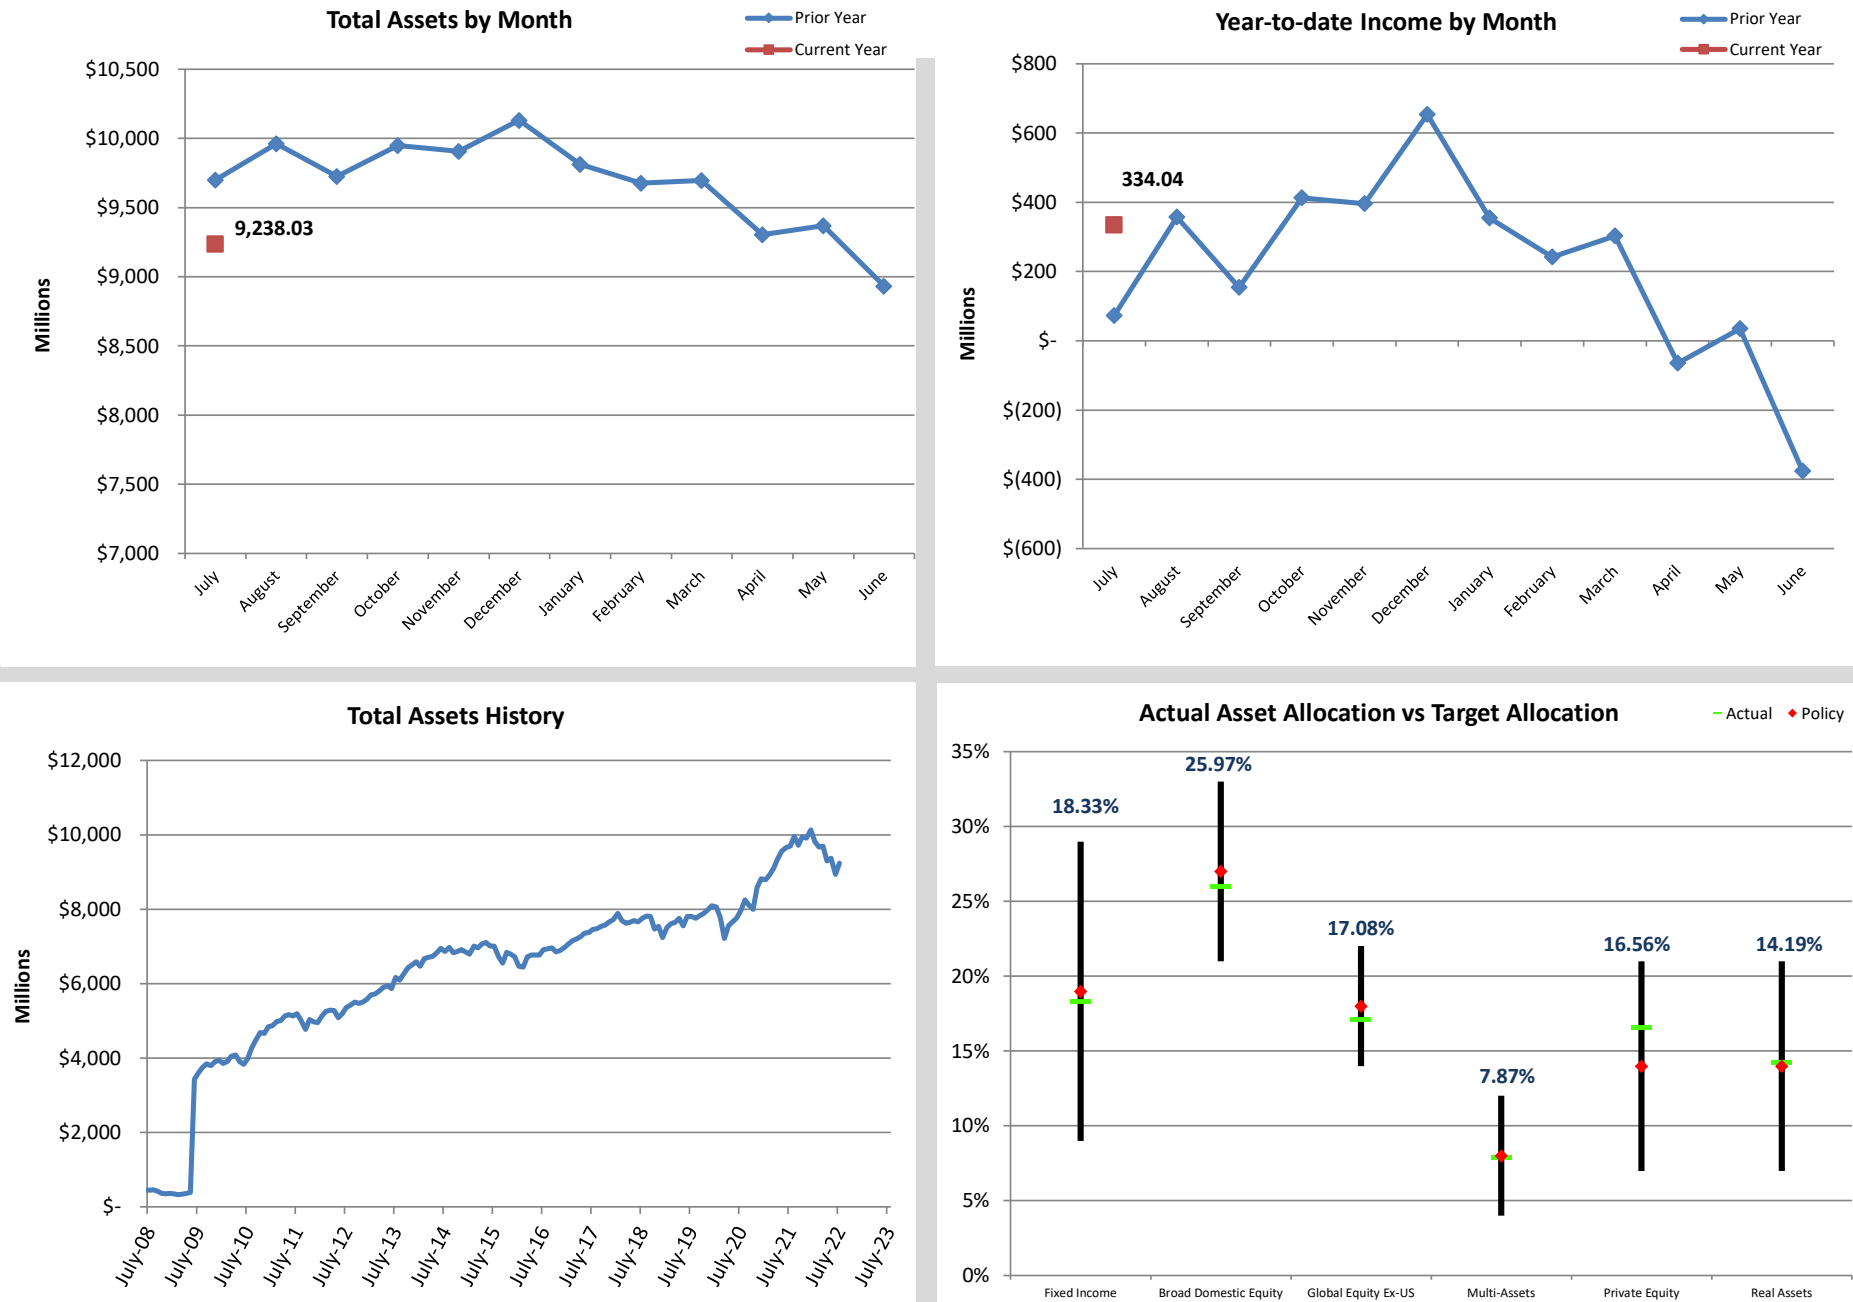 Total Assets by Month
Prior Year
Current Year
$10,500
$10,000
$9,500
$9,000
$8,500
$8,000
$7,500
$7,000
Millions
9,238.03
July
August
September
October
November
December
January
February
March
April
May
June
Year-to-date Income by Month
Prior Year
Current Year
$800
$600
$400
$200
$-
$(200)
$(400)
$(600)
Millions
334.04
July
August
September
October
November
December
January
February
March
April
May
June
Total Assets History
$12,000
$10,000
$8,000
$6,000
$4,000
$2,000
$-
Millions
July-08
July-09
July-10
July-11
July-12
July-13
July-14
July-15
July-16
July-17
July-18
July-19
July-20
July-21
July-22
July-23
Actual Asset Allocation vs Target Allocation
Actual
Policy
35%
30%
25%
20%
15%
10%
5%
0%
18.33%
25.97%
17.08%
7.87%
16.56%
14.19%
Fixed Income
Broad Domestic Equity
Global Equity Ex-US
Multi-Assets
Private Equity
Real Assets